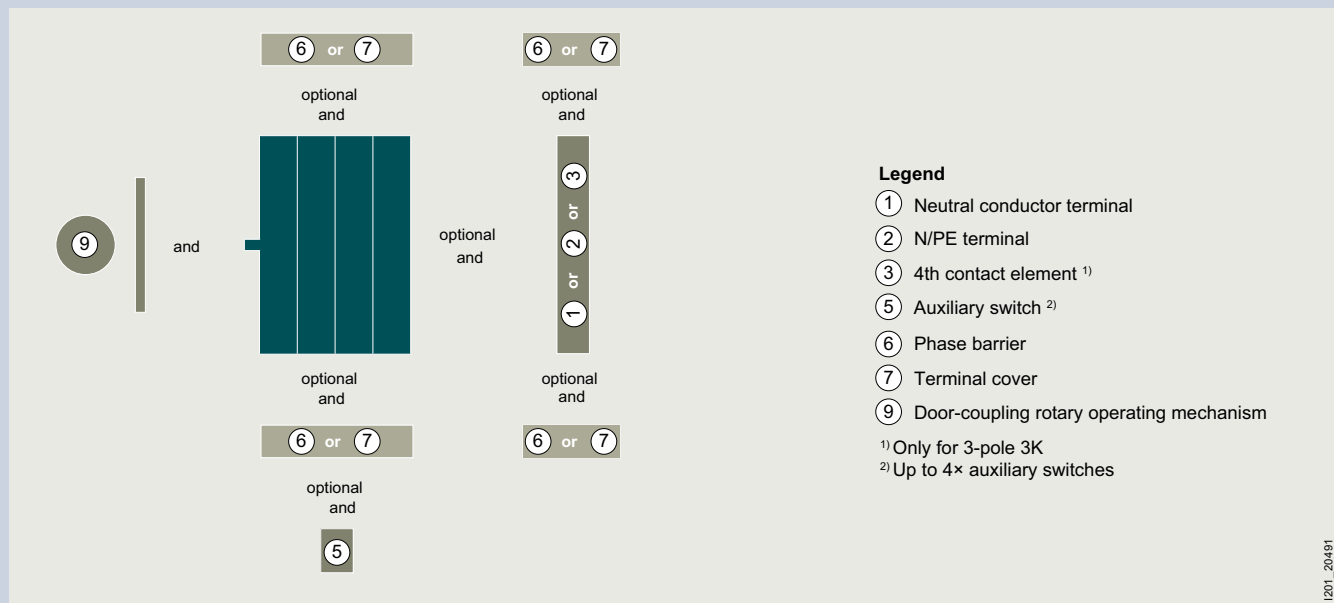 6 or 7
optional
and
6 or 7
optional
and
9
and
optional
and
1 or 2 or 3
optional
and
6 or 7
optional
and
6 or 7
optional
and
5
Legend
1 Neutral conductor terminal
2 N/PE terminal
3 4th contact element 1)
5 Auxiliary switch 2)
6 Phase barrier
7 Terminal cover
9 Door-coupling rotary operating mechanism
1) Only for 3-pole 3K
2) Up to 4× auxiliary switches
I201_20491